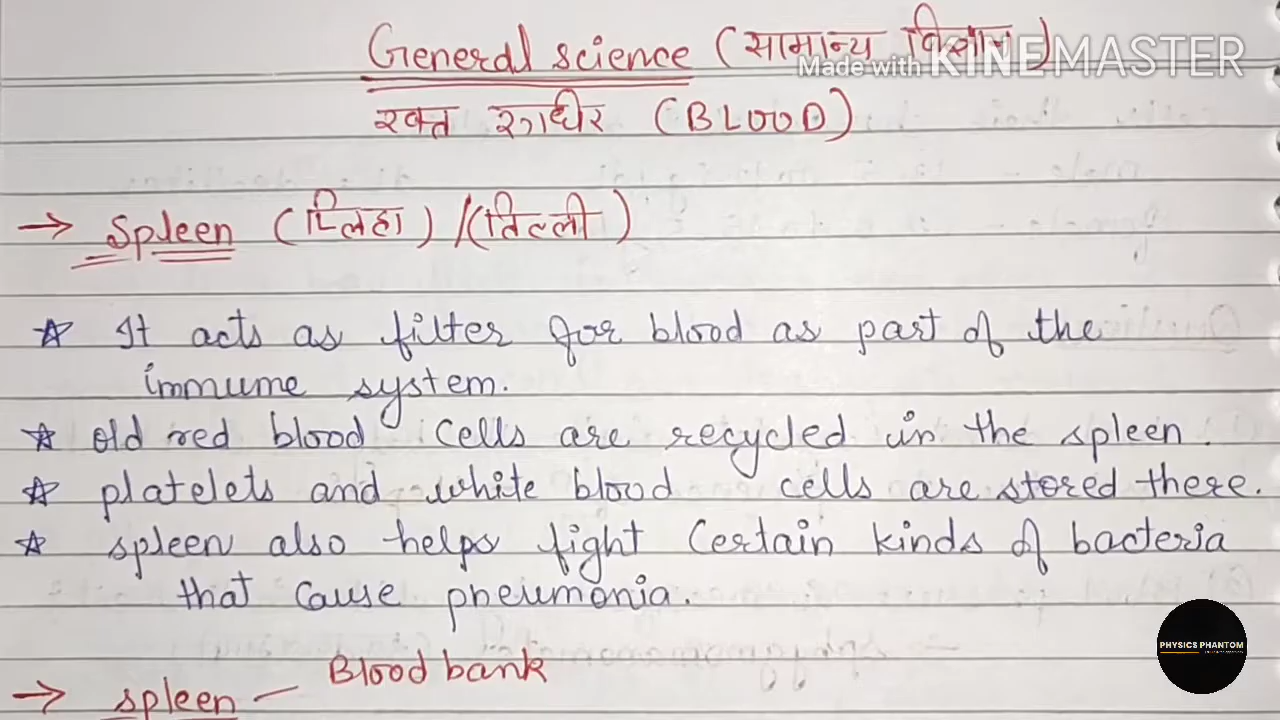 General science (सामान्य विज्ञान)
Made with KINEMASTER
रक्त रूधीर (BLOOD)
→ Spleen (प्लिहा) / (तिल्ली)
☆ It acts as filter for blood as part of the
immume system.
☆ old red blood cells are recycled in the spleen.
☆ platelets and white blood cells are stored there.
☆ spleen also helps fight certain kinds of bacteria
that cause pneumonia.
PHYSICS PHANTOM
→ spleen — Blood bank